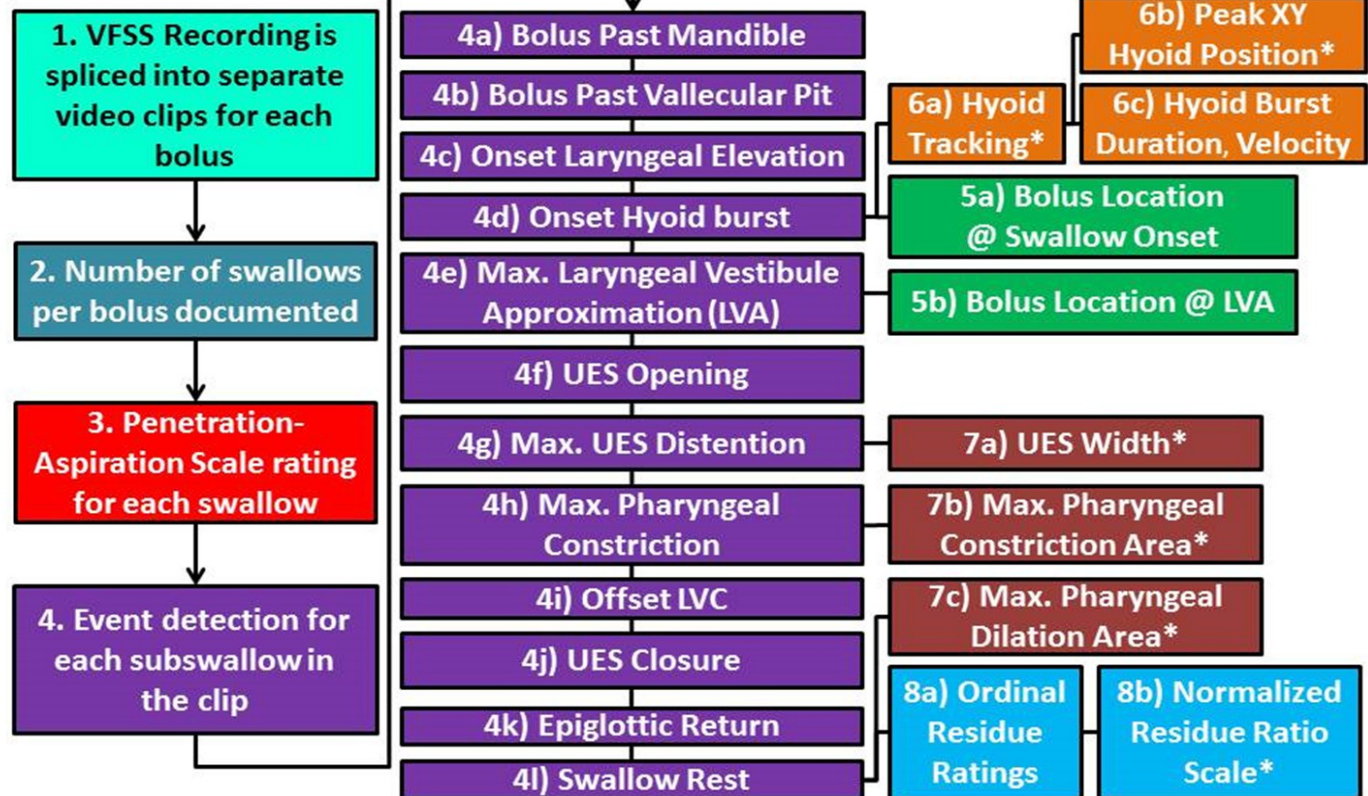 1. VFSS Recording is
spliced into separate
video clips for each
bolus
2. Number of swallows
per bolus documented
3. Penetration-
Aspiration Scale rating
for each swallow
4. Event detection for
each subswallow in
the clip
4a) Bolus Past Mandible
4b) Bolus Past Vallecular Pit
4c) Onset Laryngeal Elevation
4d) Onset Hyoid burst
4e) Max. Laryngeal Vestibule
Approximation (LVA)
4f) UES Opening
4g) Max. UES Distention
4h) Max. Pharyngeal
Constriction
4i) Offset LVC
4j) UES Closure
4k) Epiglottic Return
4l) Swallow Rest
6a) Hyoid
Tracking*
6b) Peak XY
Hyoid Position*
6c) Hyoid Burst
Duration, Velocity
5a) Bolus Location
@ Swallow Onset
5b) Bolus Location @ LVA
7a) UES Width*
7b) Max. Pharyngeal
Constriction Area*
7c) Max. Pharyngeal
Dilation Area*
8a) Ordinal
Residue
Ratings
8b) Normalized
Residue Ratio
Scale*